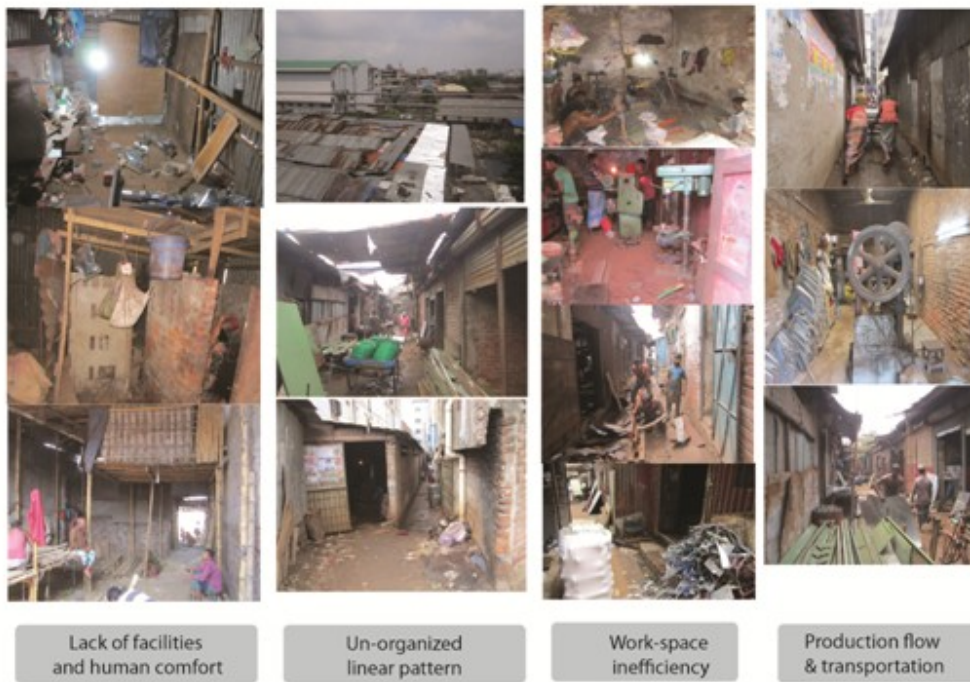 Lack of facilities
and human comfort
Un-organized
linear pattern
Work-space
inefficiency
Production flow
& transportation